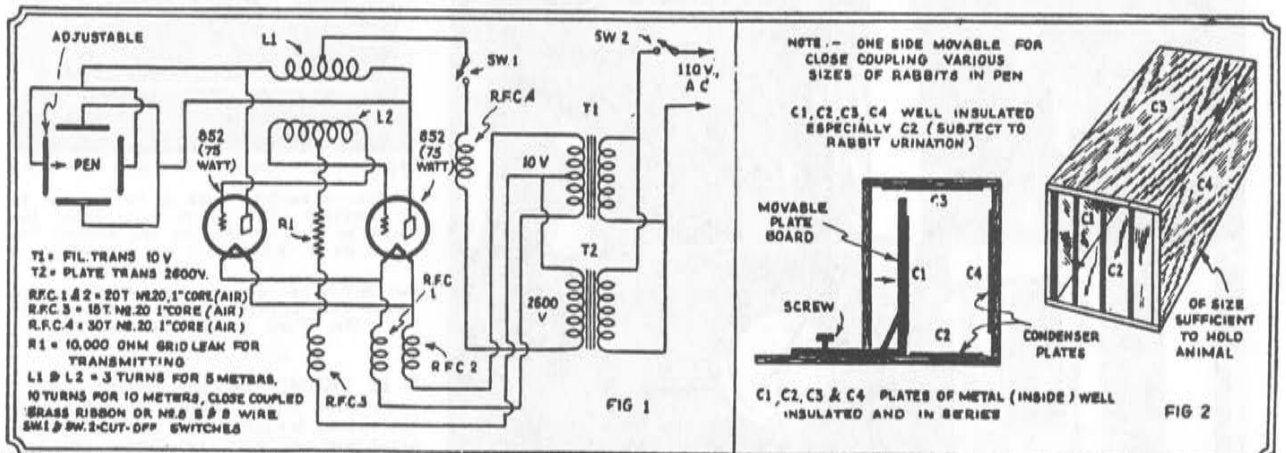 ADJUSTABLE
L1
SW.1
SW 2
110 V.,
A C
R.F.C.4
T1
L2
852
(75
WATT)
852
(75
WATT)
PEN
10 V
R1
T2
R.F.C
1
2600
V
R F C 2
R.F.C.3
FIG 1
T1 = FIL. TRANS 10 V
T2 = PLATE TRANS 2600V.
R.F.C. 1 & 2 = 20T No.20, 1" CORE (AIR)
R.F.C. 3 = 15T. No.20 1" CORE (AIR)
R.F.C. 4 = 30T No.20. 1" CORE (AIR)
R1 = 10,000 OHM GRID LEAK FOR
TRANSMITTING
L1 & L2 = 3 TURNS FOR 5 METERS,
10 TURNS FOR 10 METERS, CLOSE COUPLED
BRASS RIBBON OR No.8 B & S WIRE
SW.1 & SW.2 = CUT-OFF SWITCHES
NOTE.- ONE SIDE MOVABLE FOR
CLOSE COUPLING VARIOUS
SIZES OF RABBITS IN PEN
C1, C2, C3, C4 WELL INSULATED
ESPECIALLY C2 (SUBJECT TO
RABBIT URINATION)
C3
MOVABLE
PLATE
BOARD
C1
C4
SCREW
C2
CONDENSER
PLATES
C3
C4
C1
C2
OF SIZE
SUFFICIENT
TO HOLD
ANIMAL
C1, C2, C3 & C4 PLATES OF METAL (INSIDE) WELL
INSULATED AND IN SERIES
FIG 2